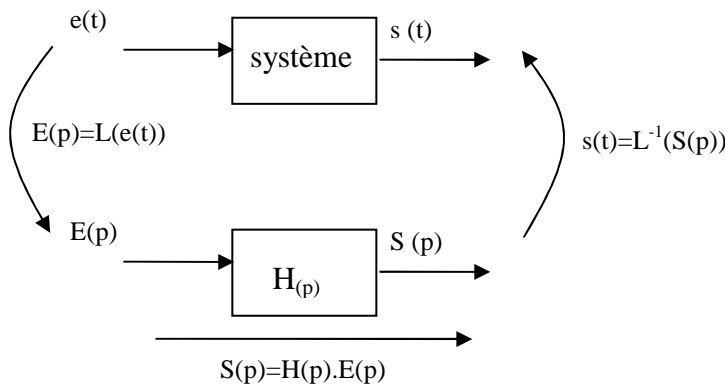 e(t)
système
s (t)
E(p)=L(e(t))
s(t)=L⁻¹(S(p))
E(p)
H₍ₚ₎
S (p)
S(p)=H(p).E(p)